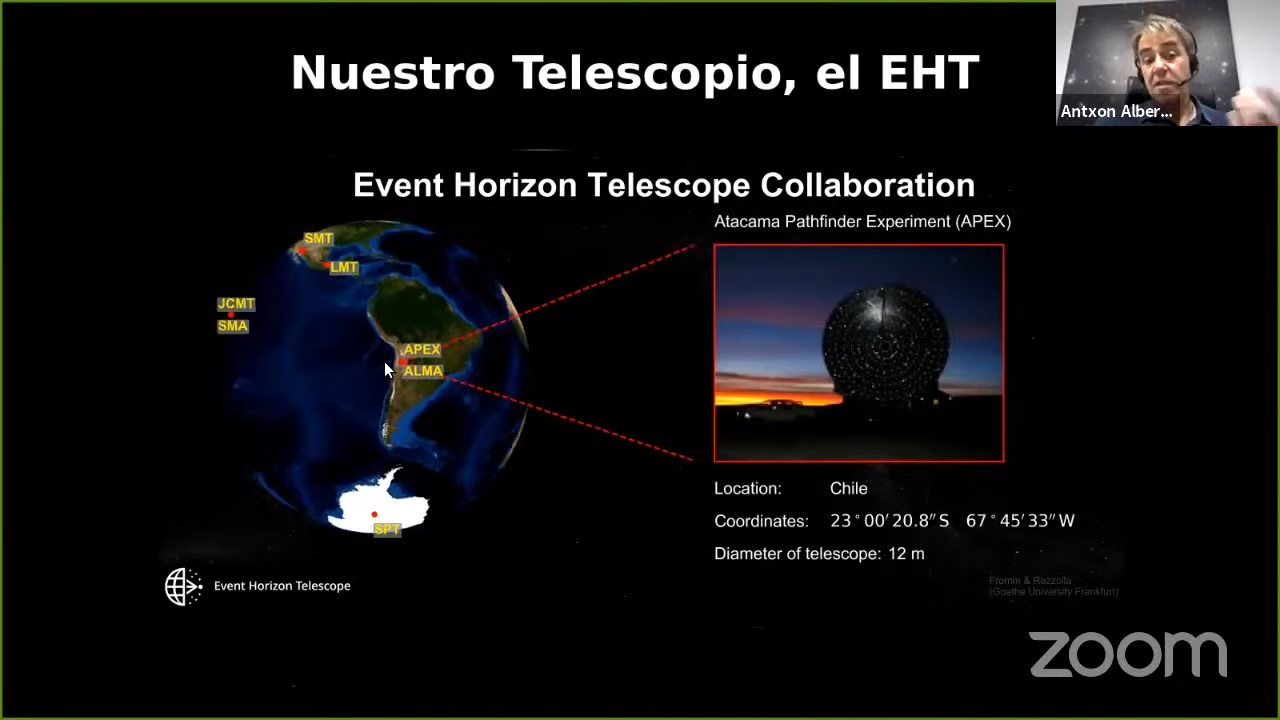 Nuestro Telescopio, el EHT
Antxon Alber...
Event Horizon Telescope Collaboration
Atacama Pathfinder Experiment (APEX)
SMT
LMT
JCMT
SMA
APEX
ALMA
SPT
Location: Chile
Coordinates: 23°00′20.8″S 67°45′33″W
Diameter of telescope: 12 m
Event Horizon Telescope
Fromm & Rezzolla
(Goethe University Frankfurt)
zoom